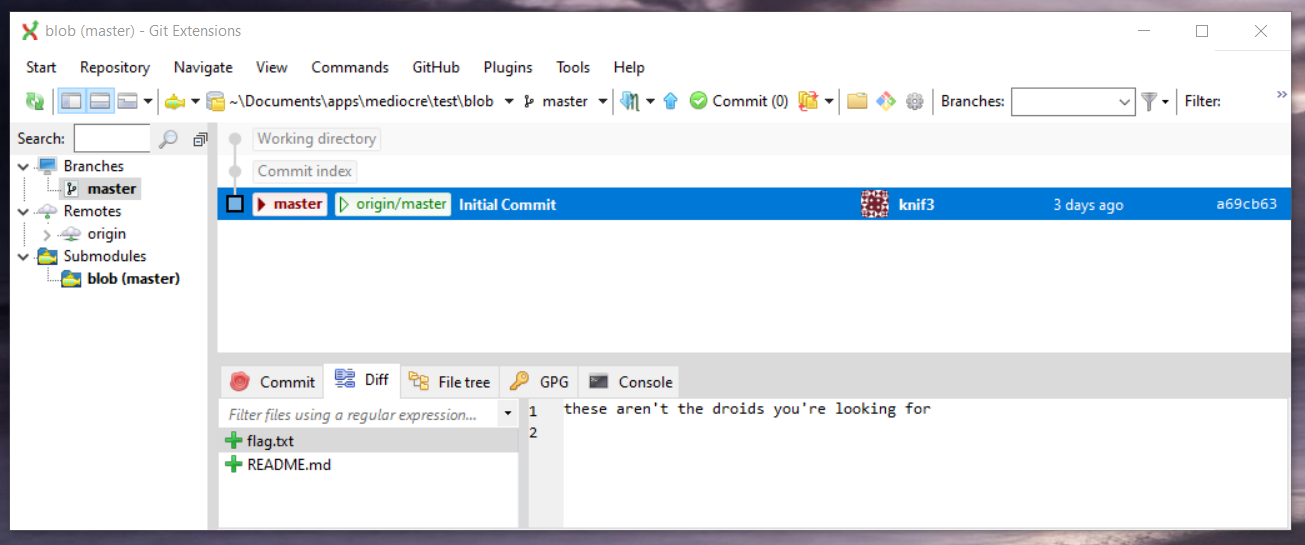 blob (master) - Git Extensions
Start Repository Navigate View Commands GitHub Plugins Tools Help
~\Documents\apps\mediocre\test\blob master Commit (0) Branches: Filter: »
Search:
Branches
master
Remotes
origin
Submodules
blob (master)
Working directory
Commit index
master origin/master Initial Commit knif3 3 days ago a69cb63
Commit Diff File tree GPG Console
Filter files using a regular expression...
flag.txt
README.md
1 these aren't the droids you're looking for
2